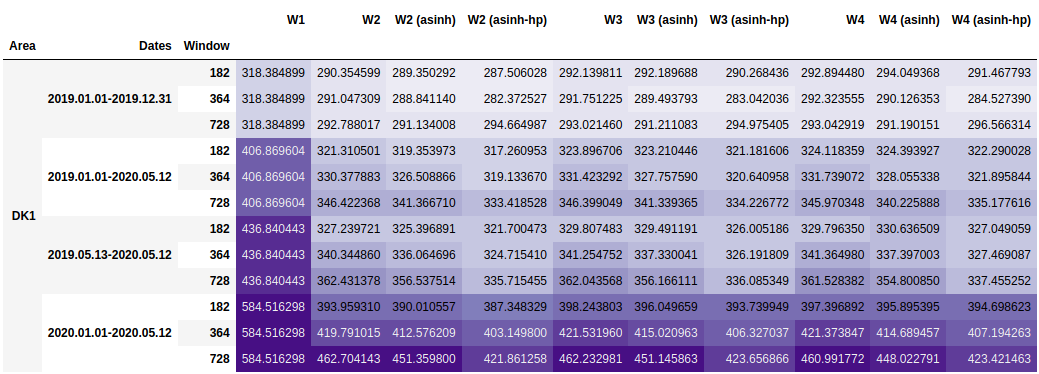 W1 W2 W2 (asinh) W2 (asinh-hp) W3 W3 (asinh) W3 (asinh-hp) W4 W4 (asinh) W4 (asinh-hp)
Area Dates Window
182 318.384899 290.354599 289.350292 287.506028 292.139811 292.189688 290.268436 292.894480 294.049368 291.467793
2019.01.01-2019.12.31 364 318.384899 291.047309 288.841140 282.372527 291.751225 289.493793 283.042036 292.323555 290.126353 284.527390
728 318.384899 292.788017 291.134008 294.664987 293.021460 291.211083 294.975405 293.042919 291.190151 296.566314
182 406.869604 321.310501 319.353973 317.260953 323.896706 323.210446 321.181606 324.118359 324.393927 322.290028
2019.01.01-2020.05.12 364 406.869604 330.377883 326.508866 319.133670 331.423292 327.757590 320.640958 331.739072 328.055338 321.895844
728 406.869604 346.422368 341.366710 333.418528 346.399049 341.339365 334.226772 345.970348 340.225888 335.177616
DK1
182 436.840443 327.239721 325.396891 321.700473 329.807483 329.491191 326.005186 329.796350 330.636509 327.049059
2019.05.13-2020.05.12 364 436.840443 340.344860 336.064696 324.715410 341.254752 337.330041 326.191809 341.364980 337.397003 327.469087
728 436.840443 362.431378 356.537514 335.715455 362.043568 356.166111 336.085349 361.528382 354.800850 337.455252
182 584.516298 393.959310 390.010557 387.348329 398.243803 396.049659 393.739949 397.396892 395.895395 394.698623
2020.01.01-2020.05.12 364 584.516298 419.791015 412.576209 403.149800 421.531960 415.020963 406.327037 421.373847 414.689457 407.194263
728 584.516298 462.704143 451.359800 421.861258 462.232981 451.145863 423.656866 460.991772 448.022791 423.421463